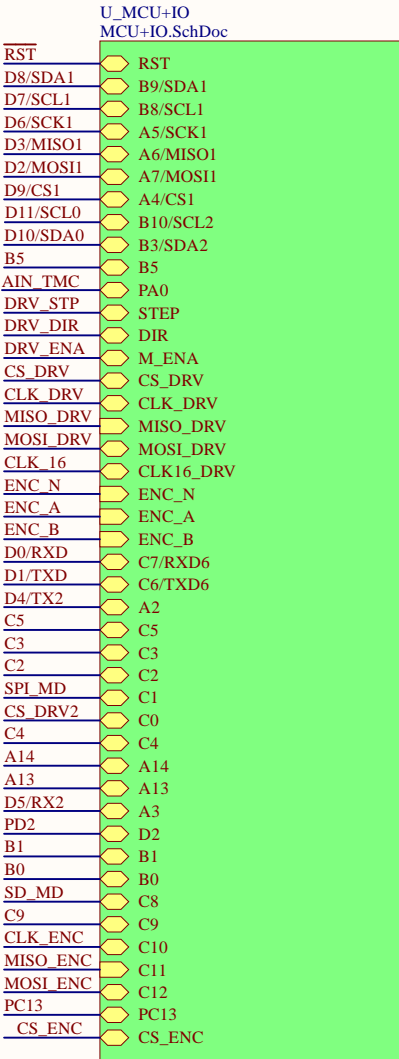 U_MCU+IO
MCU+IO.SchDoc
RST RST
D8/SDA1 B9/SDA1
D7/SCL1 B8/SCL1
D6/SCK1 A5/SCK1
D3/MISO1 A6/MISO1
D2/MOSI1 A7/MOSI1
D9/CS1 A4/CS1
D11/SCL0 B10/SCL2
D10/SDA0 B3/SDA2
B5 B5
AIN_TMC PA0
DRV_STP STEP
DRV_DIR DIR
DRV_ENA M_ENA
CS_DRV CS_DRV
CLK_DRV CLK_DRV
MISO_DRV MISO_DRV
MOSI_DRV MOSI_DRV
CLK_16 CLK16_DRV
ENC_N ENC_N
ENC_A ENC_A
ENC_B ENC_B
D0/RXD C7/RXD6
D1/TXD C6/TXD6
D4/TX2 A2
C5 C5
C3 C3
C2 C2
SPI_MD C1
CS_DRV2 C0
C4 C4
A14 A14
A13 A13
D5/RX2 A3
PD2 D2
B1 B1
B0 B0
SD_MD C8
C9 C9
CLK_ENC C10
MISO_ENC C11
MOSI_ENC C12
PC13 PC13
CS_ENC CS_ENC